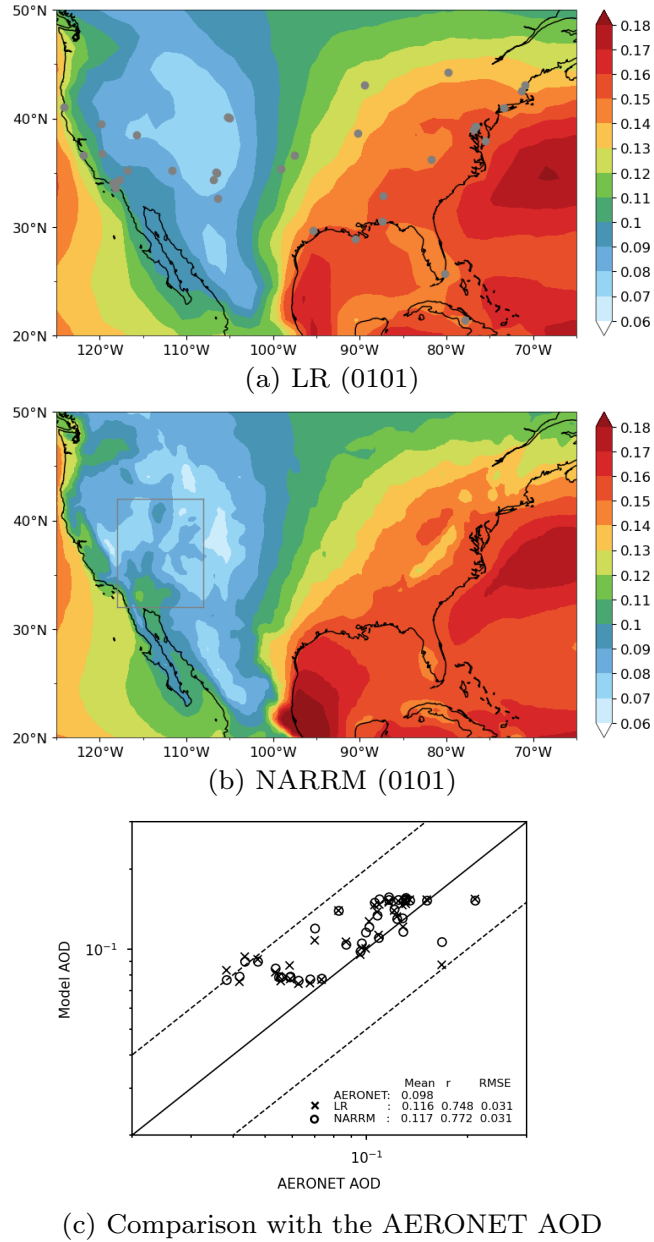 50°N
40°N
30°N
20°N
120°W 110°W 100°W 90°W 80°W 70°W
0.18
0.17
0.16
0.15
0.14
0.13
0.12
0.11
0.1
0.09
0.08
0.07
0.06
(a) LR (0101)
50°N
40°N
30°N
20°N
120°W 110°W 100°W 90°W 80°W 70°W
0.18
0.17
0.16
0.15
0.14
0.13
0.12
0.11
0.1
0.09
0.08
0.07
0.06
(b) NARRM (0101)
Model AOD
10⁻¹
Mean r RMSE
AERONET: 0.098
LR : 0.116 0.748 0.031
NARRM : 0.117 0.772 0.031
10⁻¹
AERONET AOD
(c) Comparison with the AERONET AOD